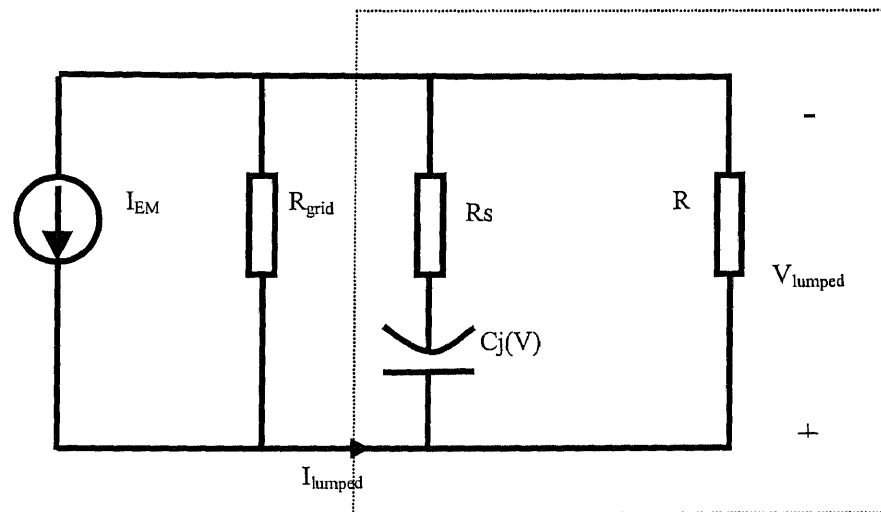 -
I_EM
R_grid
Rs
R
V_lumped
Cj(V)
+
I_lumped